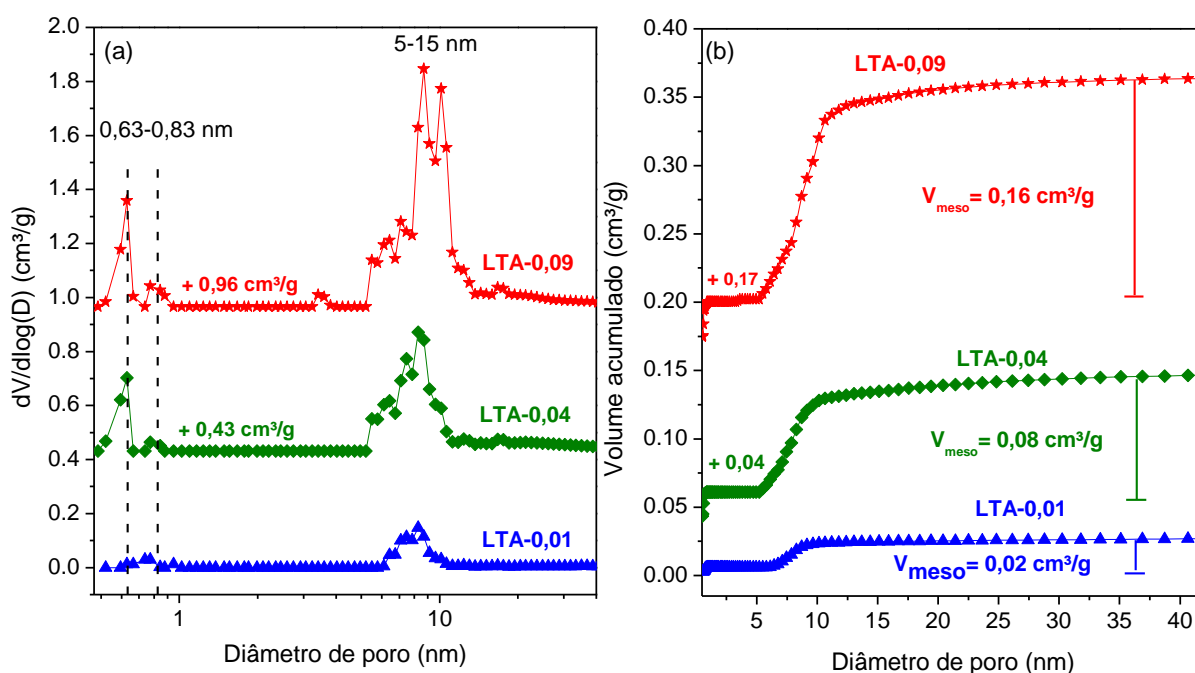 (a)
5-15 nm
0,63-0,83 nm
LTA-0,09
+ 0,96 cm³/g
LTA-0,04
+ 0,43 cm³/g
LTA-0,01
dV/dlog(D) (cm³/g)
2.0
1.8
1.6
1.4
1.2
1.0
0.8
0.6
0.4
0.2
0.0
1
10
Diâmetro de poro (nm)
(b)
LTA-0,09
+ 0,17
Vmeso= 0,16 cm³/g
LTA-0,04
+ 0,04
Vmeso= 0,08 cm³/g
LTA-0,01
Vmeso= 0,02 cm³/g
Volume acumulado (cm³/g)
0.40
0.35
0.30
0.25
0.20
0.15
0.10
0.05
0.00
5
10
15
20
25
30
35
40
Diâmetro de poro (nm)